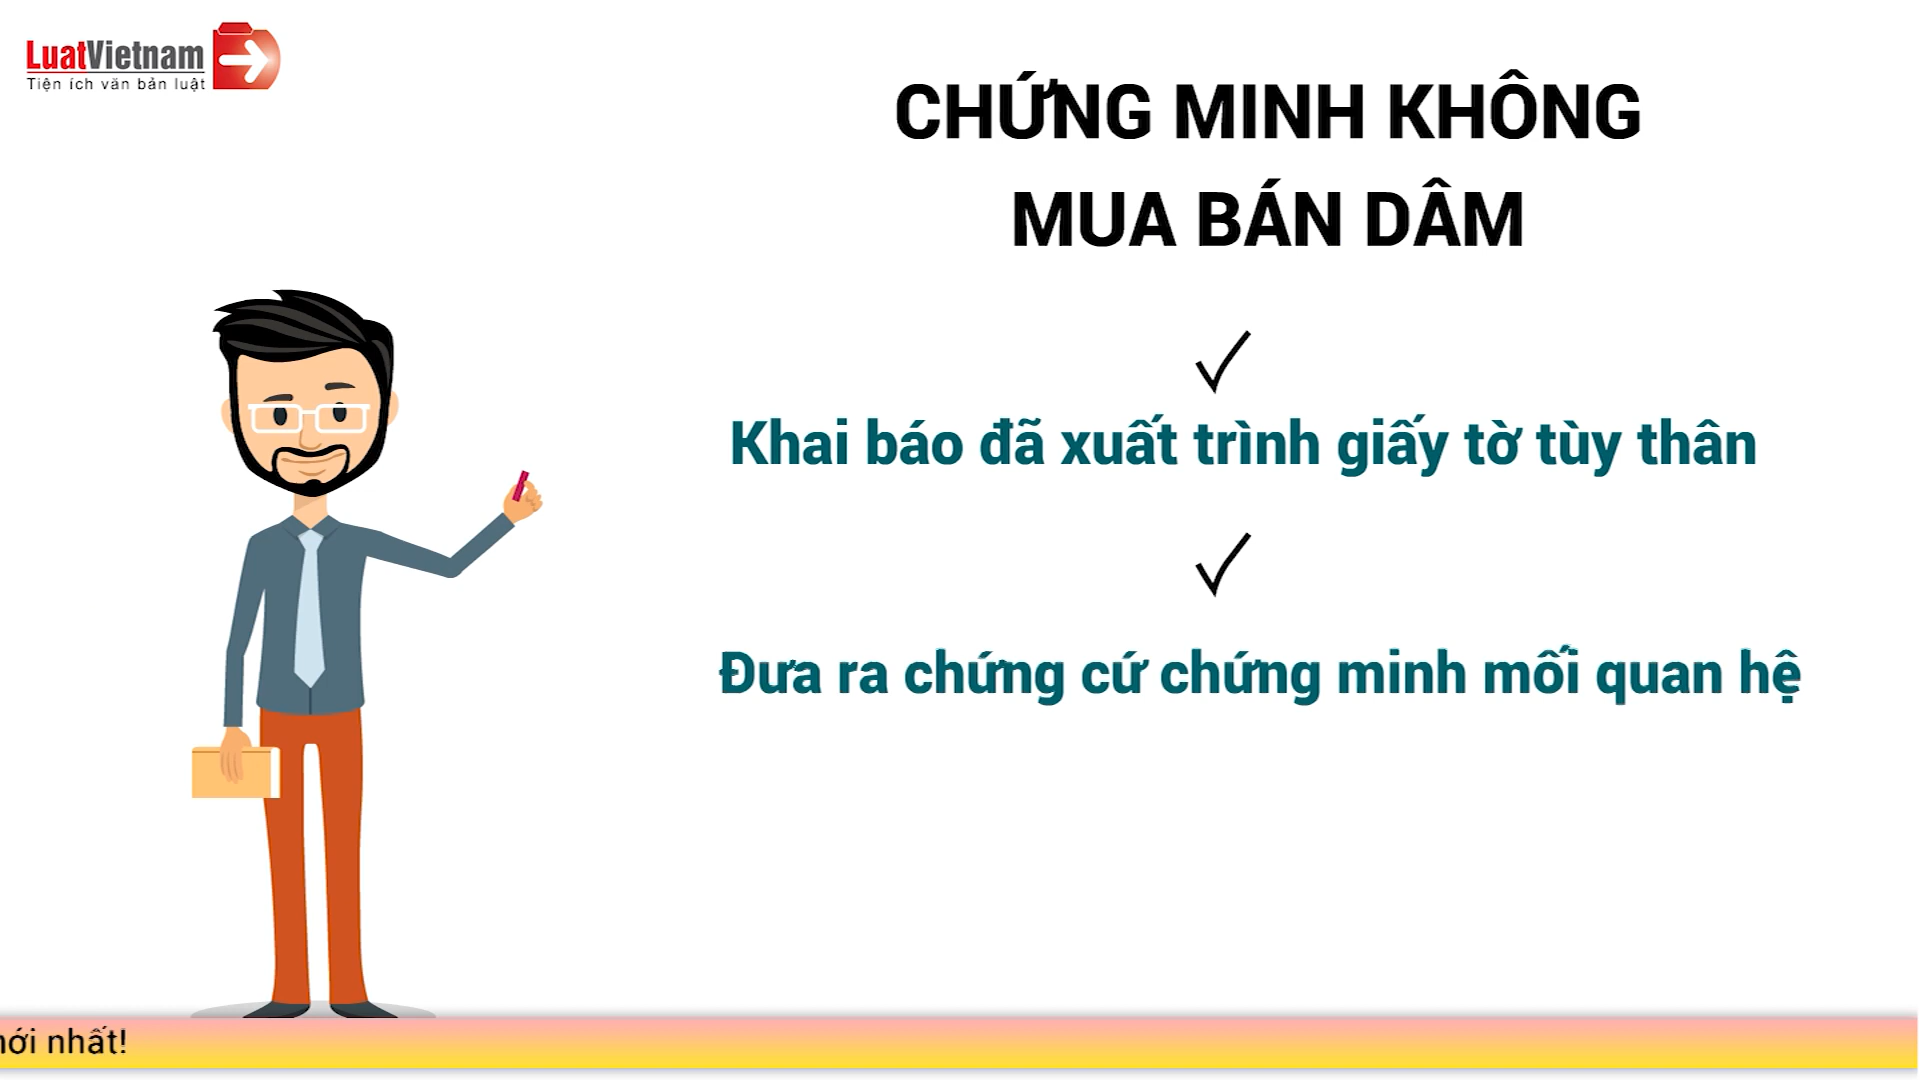 LuatVietnam
Tiện ích văn bản luật
CHỨNG MINH KHÔNG
MUA BÁN DÂM
Khai báo đã xuất trình giấy tờ tùy thân
Đưa ra chứng cứ chứng minh mối quan hệ
nhất!